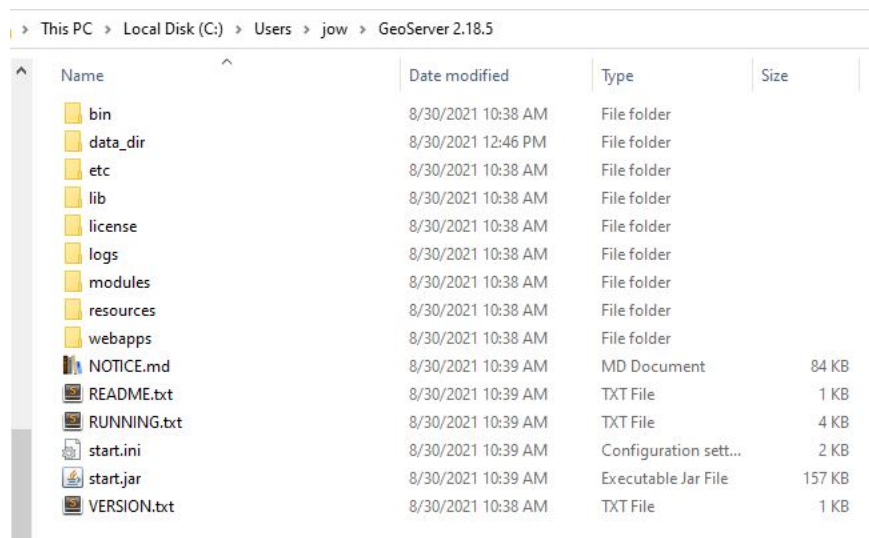 This PC > Local Disk (C:) > Users > jow > GeoServer 2.18.5
Name Date modified Type Size
bin 8/30/2021 10:38 AM File folder
data_dir 8/30/2021 12:46 PM File folder
etc 8/30/2021 10:38 AM File folder
lib 8/30/2021 10:38 AM File folder
license 8/30/2021 10:38 AM File folder
logs 8/30/2021 10:38 AM File folder
modules 8/30/2021 10:38 AM File folder
resources 8/30/2021 10:38 AM File folder
webapps 8/30/2021 10:38 AM File folder
NOTICE.md 8/30/2021 10:39 AM MD Document 84 KB
README.txt 8/30/2021 10:39 AM TXT File 1 KB
RUNNING.txt 8/30/2021 10:39 AM TXT File 4 KB
start.ini 8/30/2021 10:39 AM Configuration sett... 2 KB
start.jar 8/30/2021 10:39 AM Executable Jar File 157 KB
VERSION.txt 8/30/2021 10:38 AM TXT File 1 KB